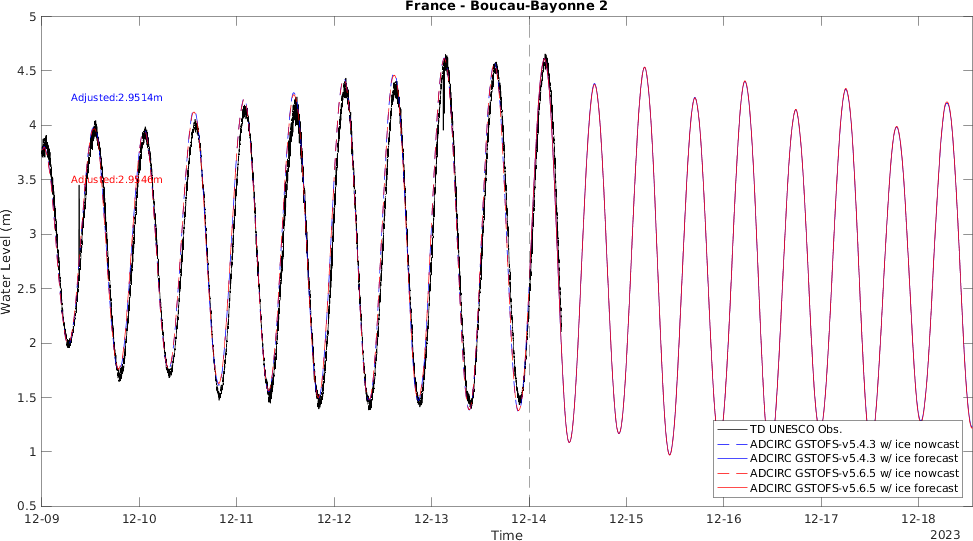 France - Boucau-Bayonne 2
Water Level (m)
5
4.5
4
3.5
3
2.5
2
1.5
1
0.5
Adjusted:2.9514m
Adjusted:2.9546m
TD UNESCO Obs.
ADCIRC GSTOFS-v5.4.3 w/ ice nowcast
ADCIRC GSTOFS-v5.4.3 w/ ice forecast
ADCIRC GSTOFS-v5.6.5 w/ ice nowcast
ADCIRC GSTOFS-v5.6.5 w/ ice forecast
12-09 12-10 12-11 12-12 12-13 12-14 12-15 12-16 12-17 12-18
Time
2023